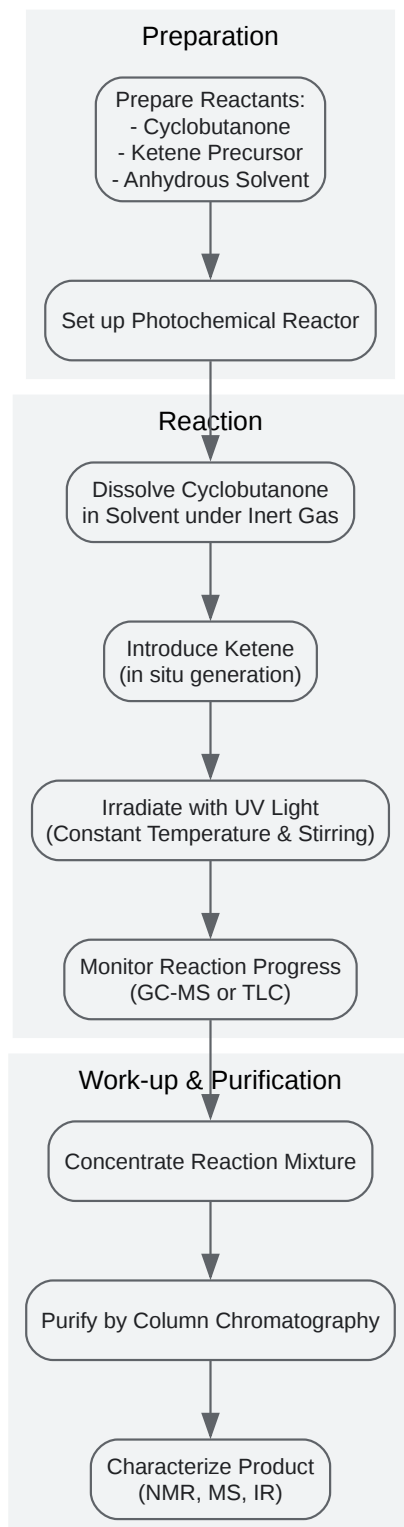 Preparation
Prepare Reactants:
- Cyclobutanone
- Ketene Precursor
- Anhydrous Solvent
Set up Photochemical Reactor
Reaction
Dissolve Cyclobutanone
in Solvent under Inert Gas
Introduce Ketene
(in situ generation)
Irradiate with UV Light
(Constant Temperature & Stirring)
Monitor Reaction Progress
(GC-MS or TLC)
Work-up & Purification
Concentrate Reaction Mixture
Purify by Column Chromatography
Characterize Product
(NMR, MS, IR)